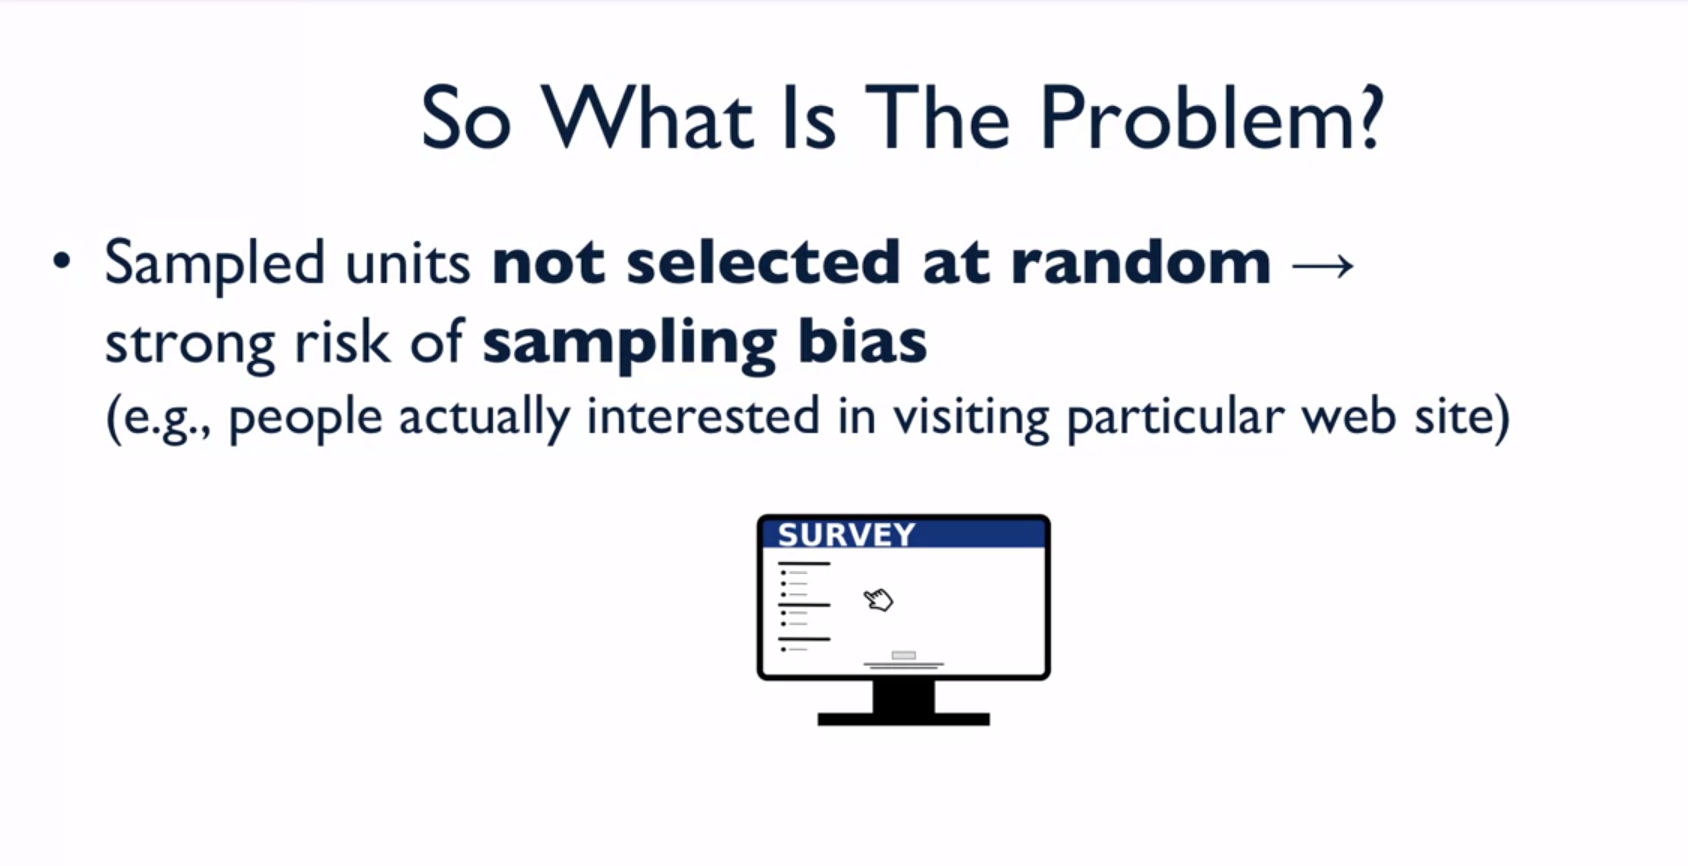 So What Is The Problem?
• Sampled units not selected at random →
strong risk of sampling bias
(e.g., people actually interested in visiting particular web site)
SURVEY